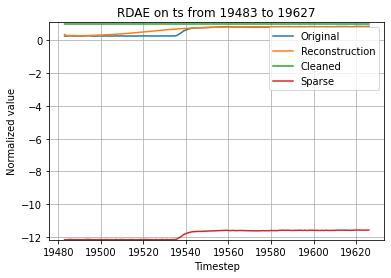 RDAE on ts from 19483 to 19627
Normalized value
0
−2
−4
−6
−8
−10
−12
Original
Reconstruction
Cleaned
Sparse
19480 19500 19520 19540 19560 19580 19600 19620
Timestep